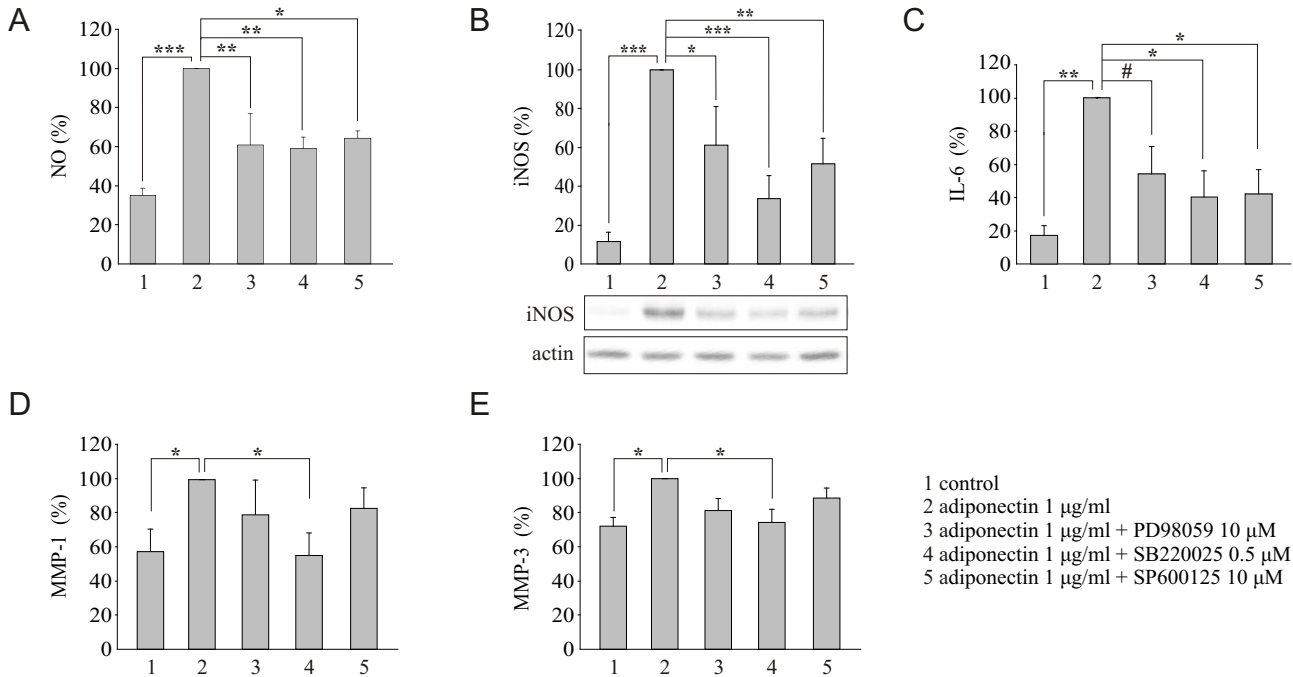 A
NO (%)
120
100
80
60
40
20
0
***
**
**
*
1 2 3 4 5
B
iNOS (%)
120
100
80
60
40
20
0
***
*
***
**
1 2 3 4 5
iNOS
actin
C
IL-6 (%)
120
100
80
60
40
20
0
**
#
*
*
1 2 3 4 5
D
MMP-1 (%)
120
100
80
60
40
20
0
*
*
1 2 3 4 5
E
MMP-3 (%)
120
100
80
60
40
20
0
*
*
1 2 3 4 5
1 control
2 adiponectin 1 μg/ml
3 adiponectin 1 μg/ml + PD98059 10 μM
4 adiponectin 1 μg/ml + SB220025 0.5 μM
5 adiponectin 1 μg/ml + SP600125 10 μM